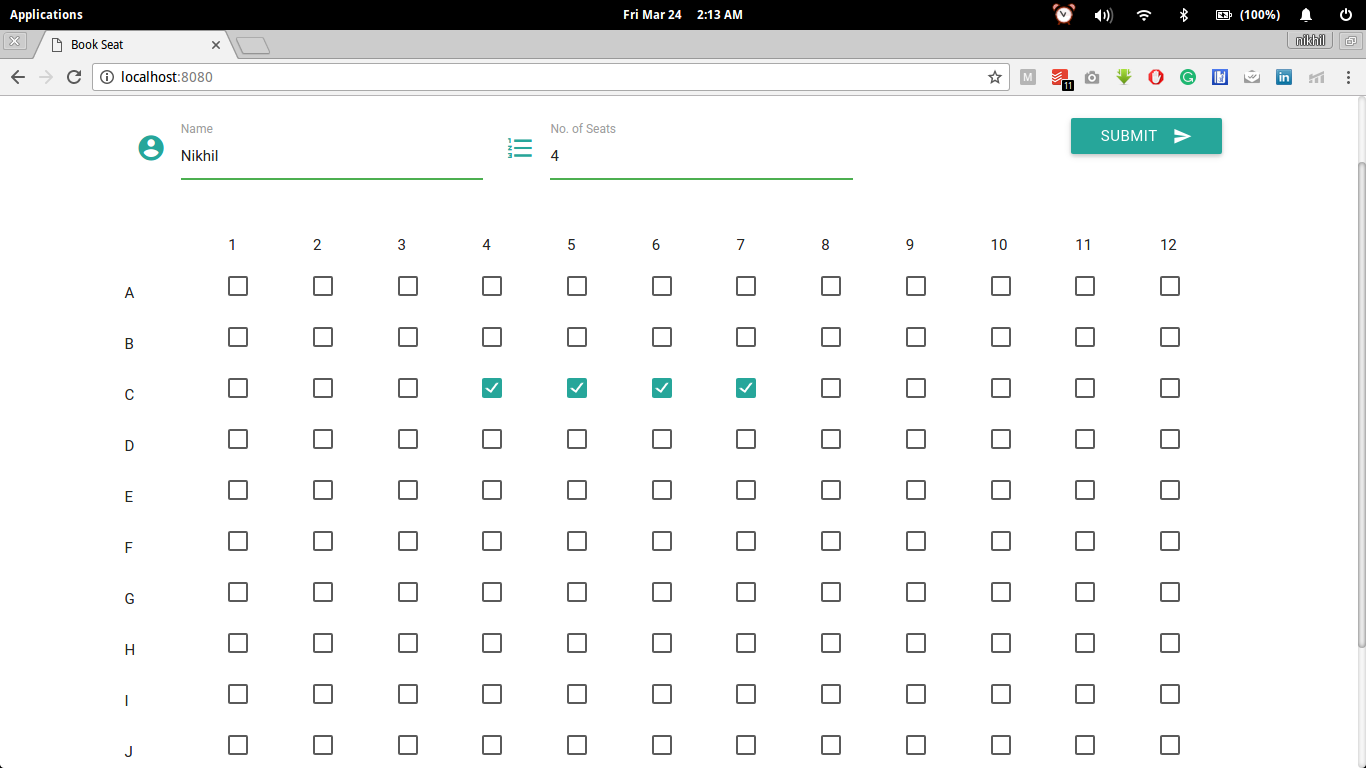 Applications Fri Mar 24 2:13 AM (100%)
Book Seat nikhil
localhost:8080 M 11 in
Name No. of Seats SUBMIT
Nikhil 4
1 2 3 4 5 6 7 8 9 10 11 12
A
B
C
D
E
F
G
H
I
J